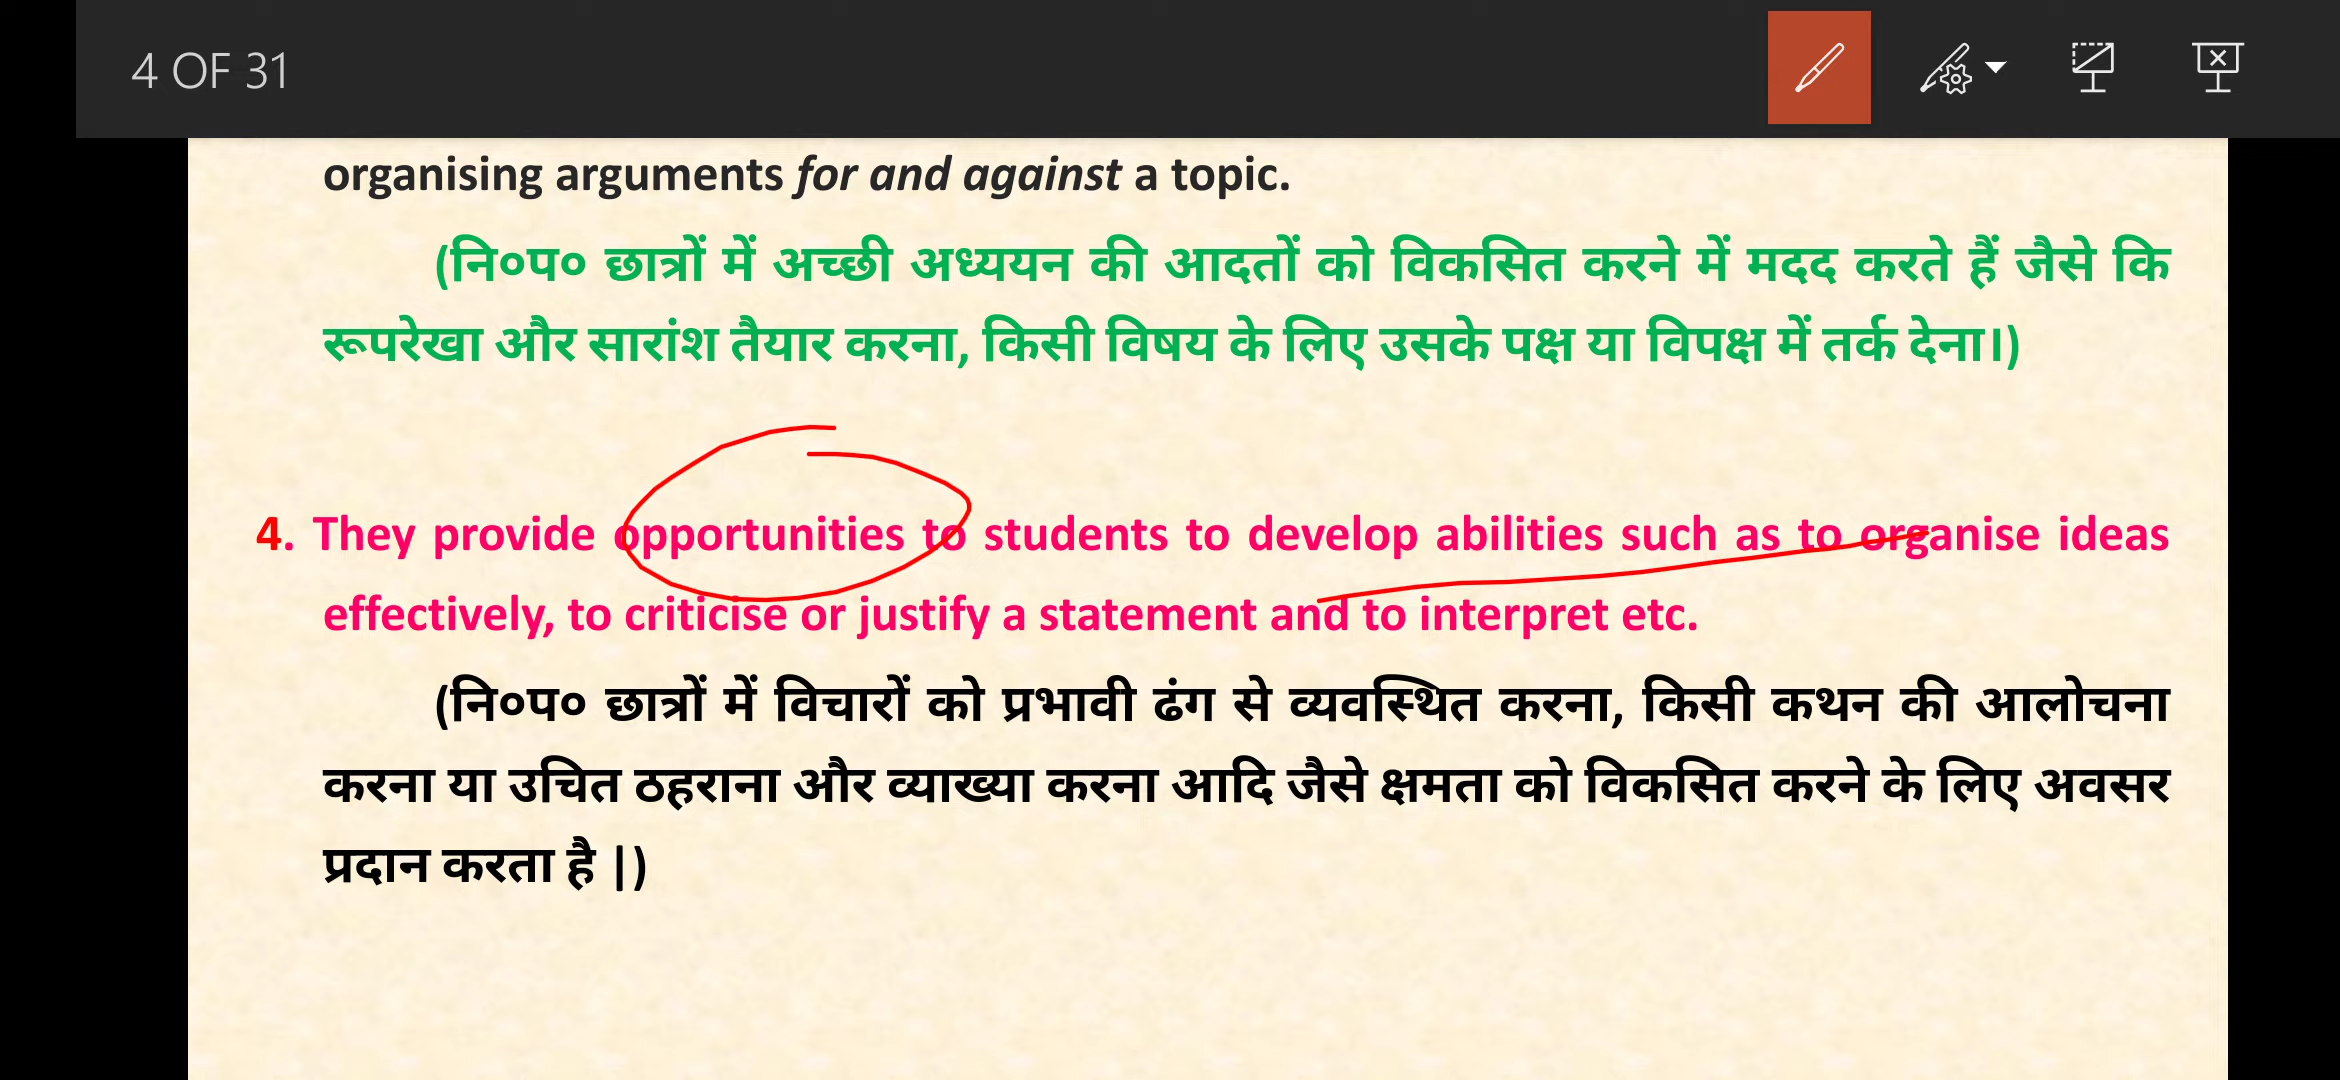 4 OF 31
organising arguments for and against a topic.
(नि०प० छात्रों में अच्छी अध्ययन की आदतों को विकसित करने में मदद करते हैं जैसे कि
रूपरेखा और सारांश तैयार करना, किसी विषय के लिए उसके पक्ष या विपक्ष में तर्क देना।)
4. They provide opportunities to students to develop abilities such as to organise ideas
effectively, to criticise or justify a statement and to interpret etc.
(नि०प० छात्रों में विचारों को प्रभावी ढंग से व्यवस्थित करना, किसी कथन की आलोचना
करना या उचित ठहराना और व्याख्या करना आदि जैसे क्षमता को विकसित करने के लिए अवसर
प्रदान करता है |)